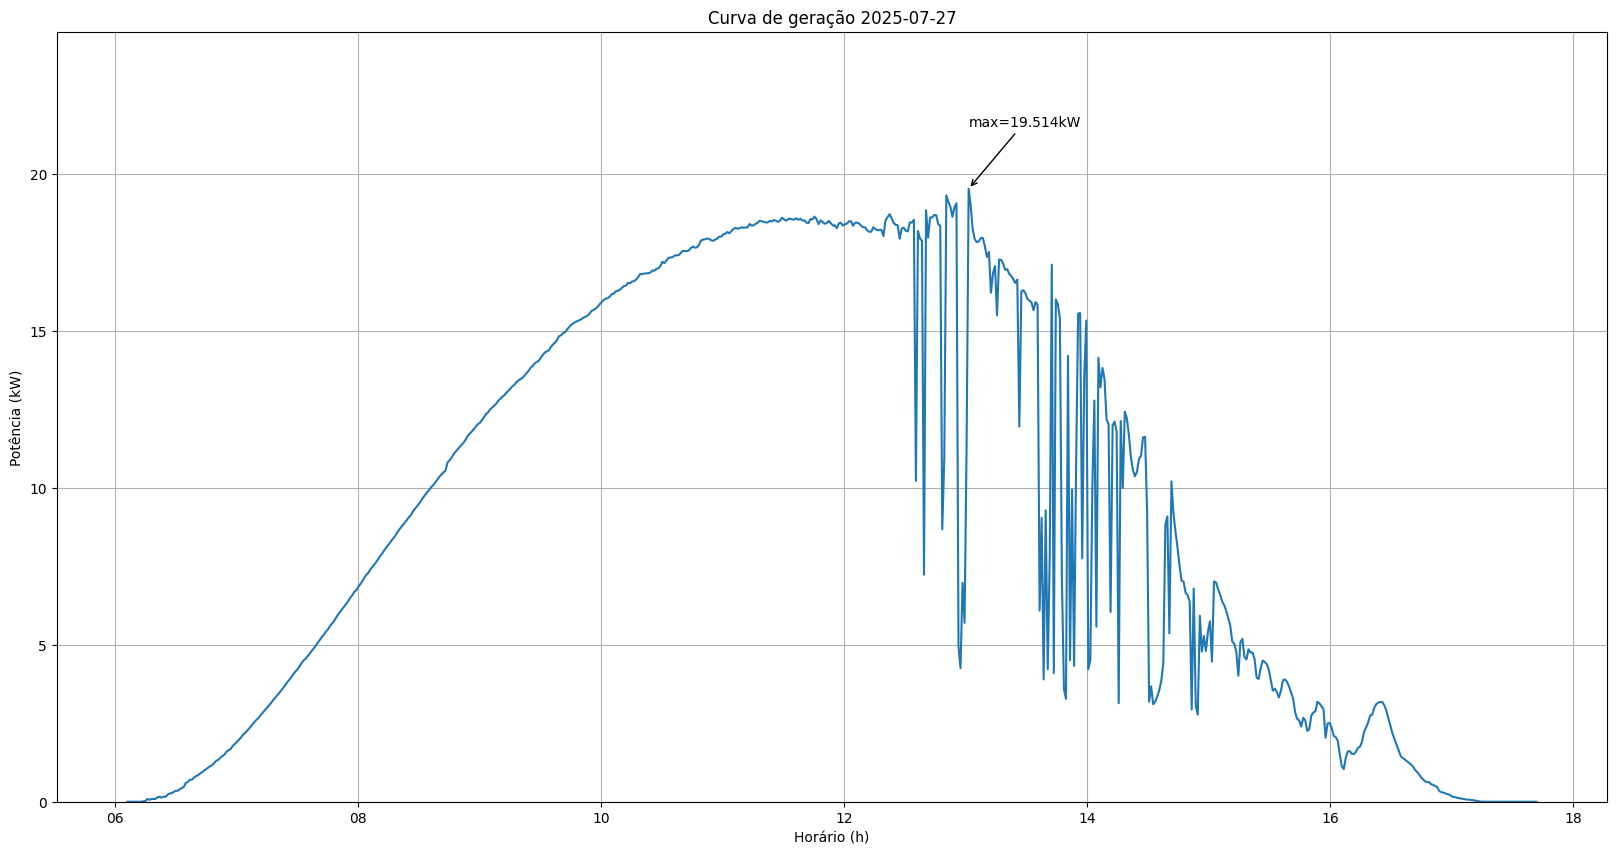 Curva de geração 2025-07-27
max=19.514kW
20
15
10
5
0
Potência (kW)
06 08 10 12 14 16 18
Horário (h)